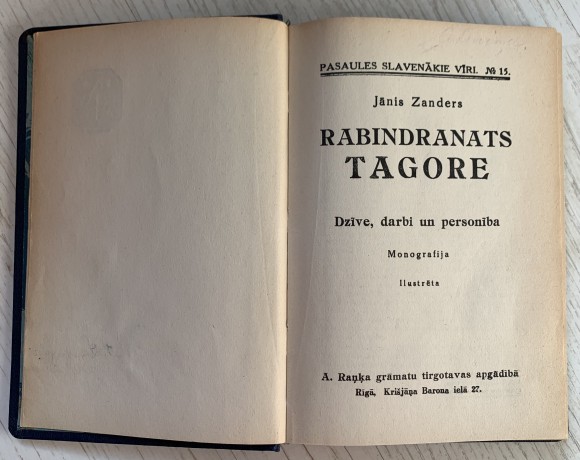 PASAULES SLAVENĀKIE VĪRI. № 15.
Jānis Zanders
RABINDRANATS
TAGORE
Dzīve, darbi un personība
Monografija
Ilustrēta
A. Raņķa grāmatu tirgotavas apgādībā
Rīgā, Krišjāņa Barona ielā 27.